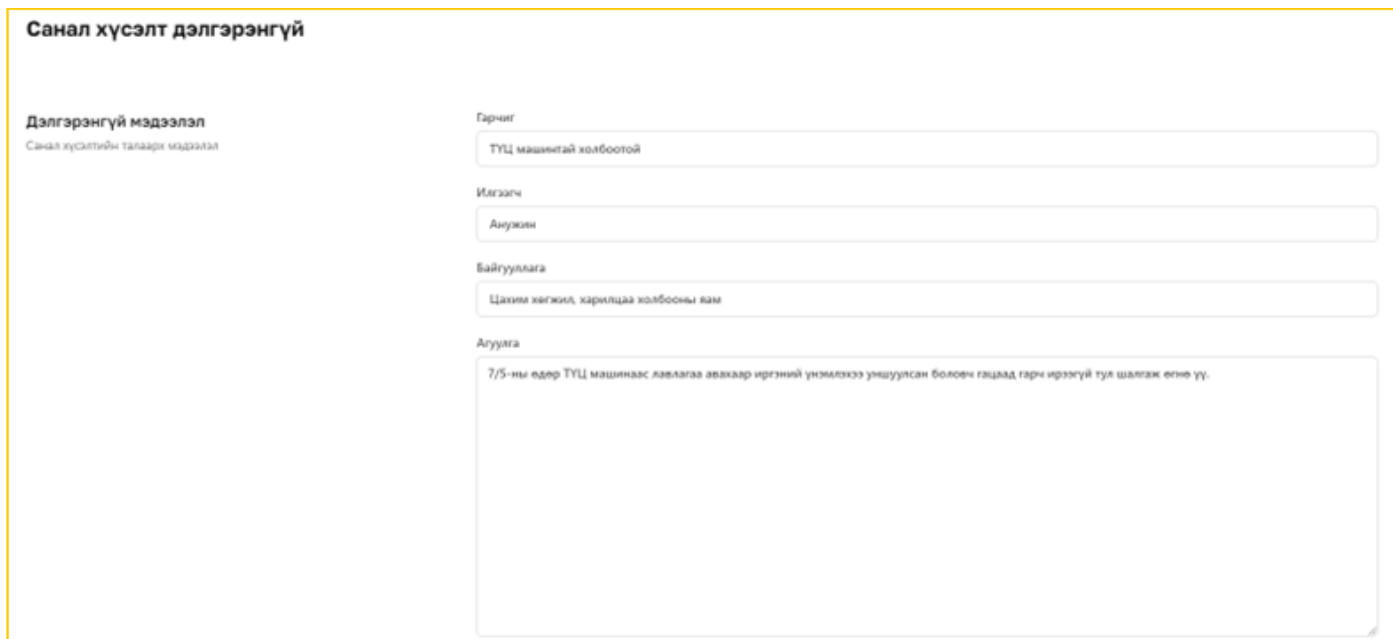 Санал хүсэлт дэлгэрэнгүй
Дэлгэрэнгүй мэдээлэл
Санал хүсэлтийн талаарх мэдээлэл
Гарчиг
ТҮЦ машинтай холбоотой
Илгээгч
Анужин
Байгууллага
Цахим хөгжил, харилцаа холбооны яам
Агуулга
7/5-ны өдөр ТҮЦ машинаас лавлагаа авахаар иргэний үнэмлэхээ уншуулсан боловч гацаад гарч ирээгүй тул шалгаж өгнө үү.